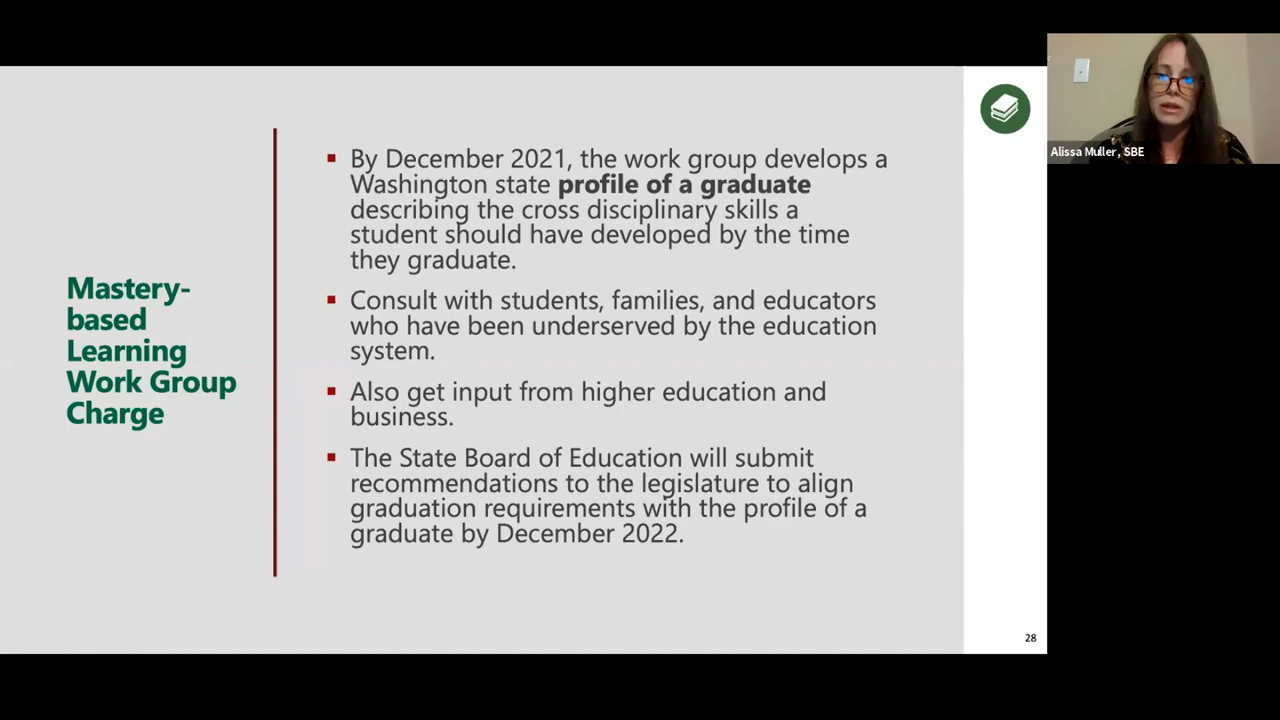 Mastery-
based
Learning
Work Group
Charge
▪ By December 2021, the work group develops a
Washington state profile of a graduate
describing the cross disciplinary skills a
student should have developed by the time
they graduate.
▪ Consult with students, families, and educators
who have been underserved by the education
system.
▪ Also get input from higher education and
business.
▪ The State Board of Education will submit
recommendations to the legislature to align
graduation requirements with the profile of a
graduate by December 2022.
28
Alissa Muller, SBE